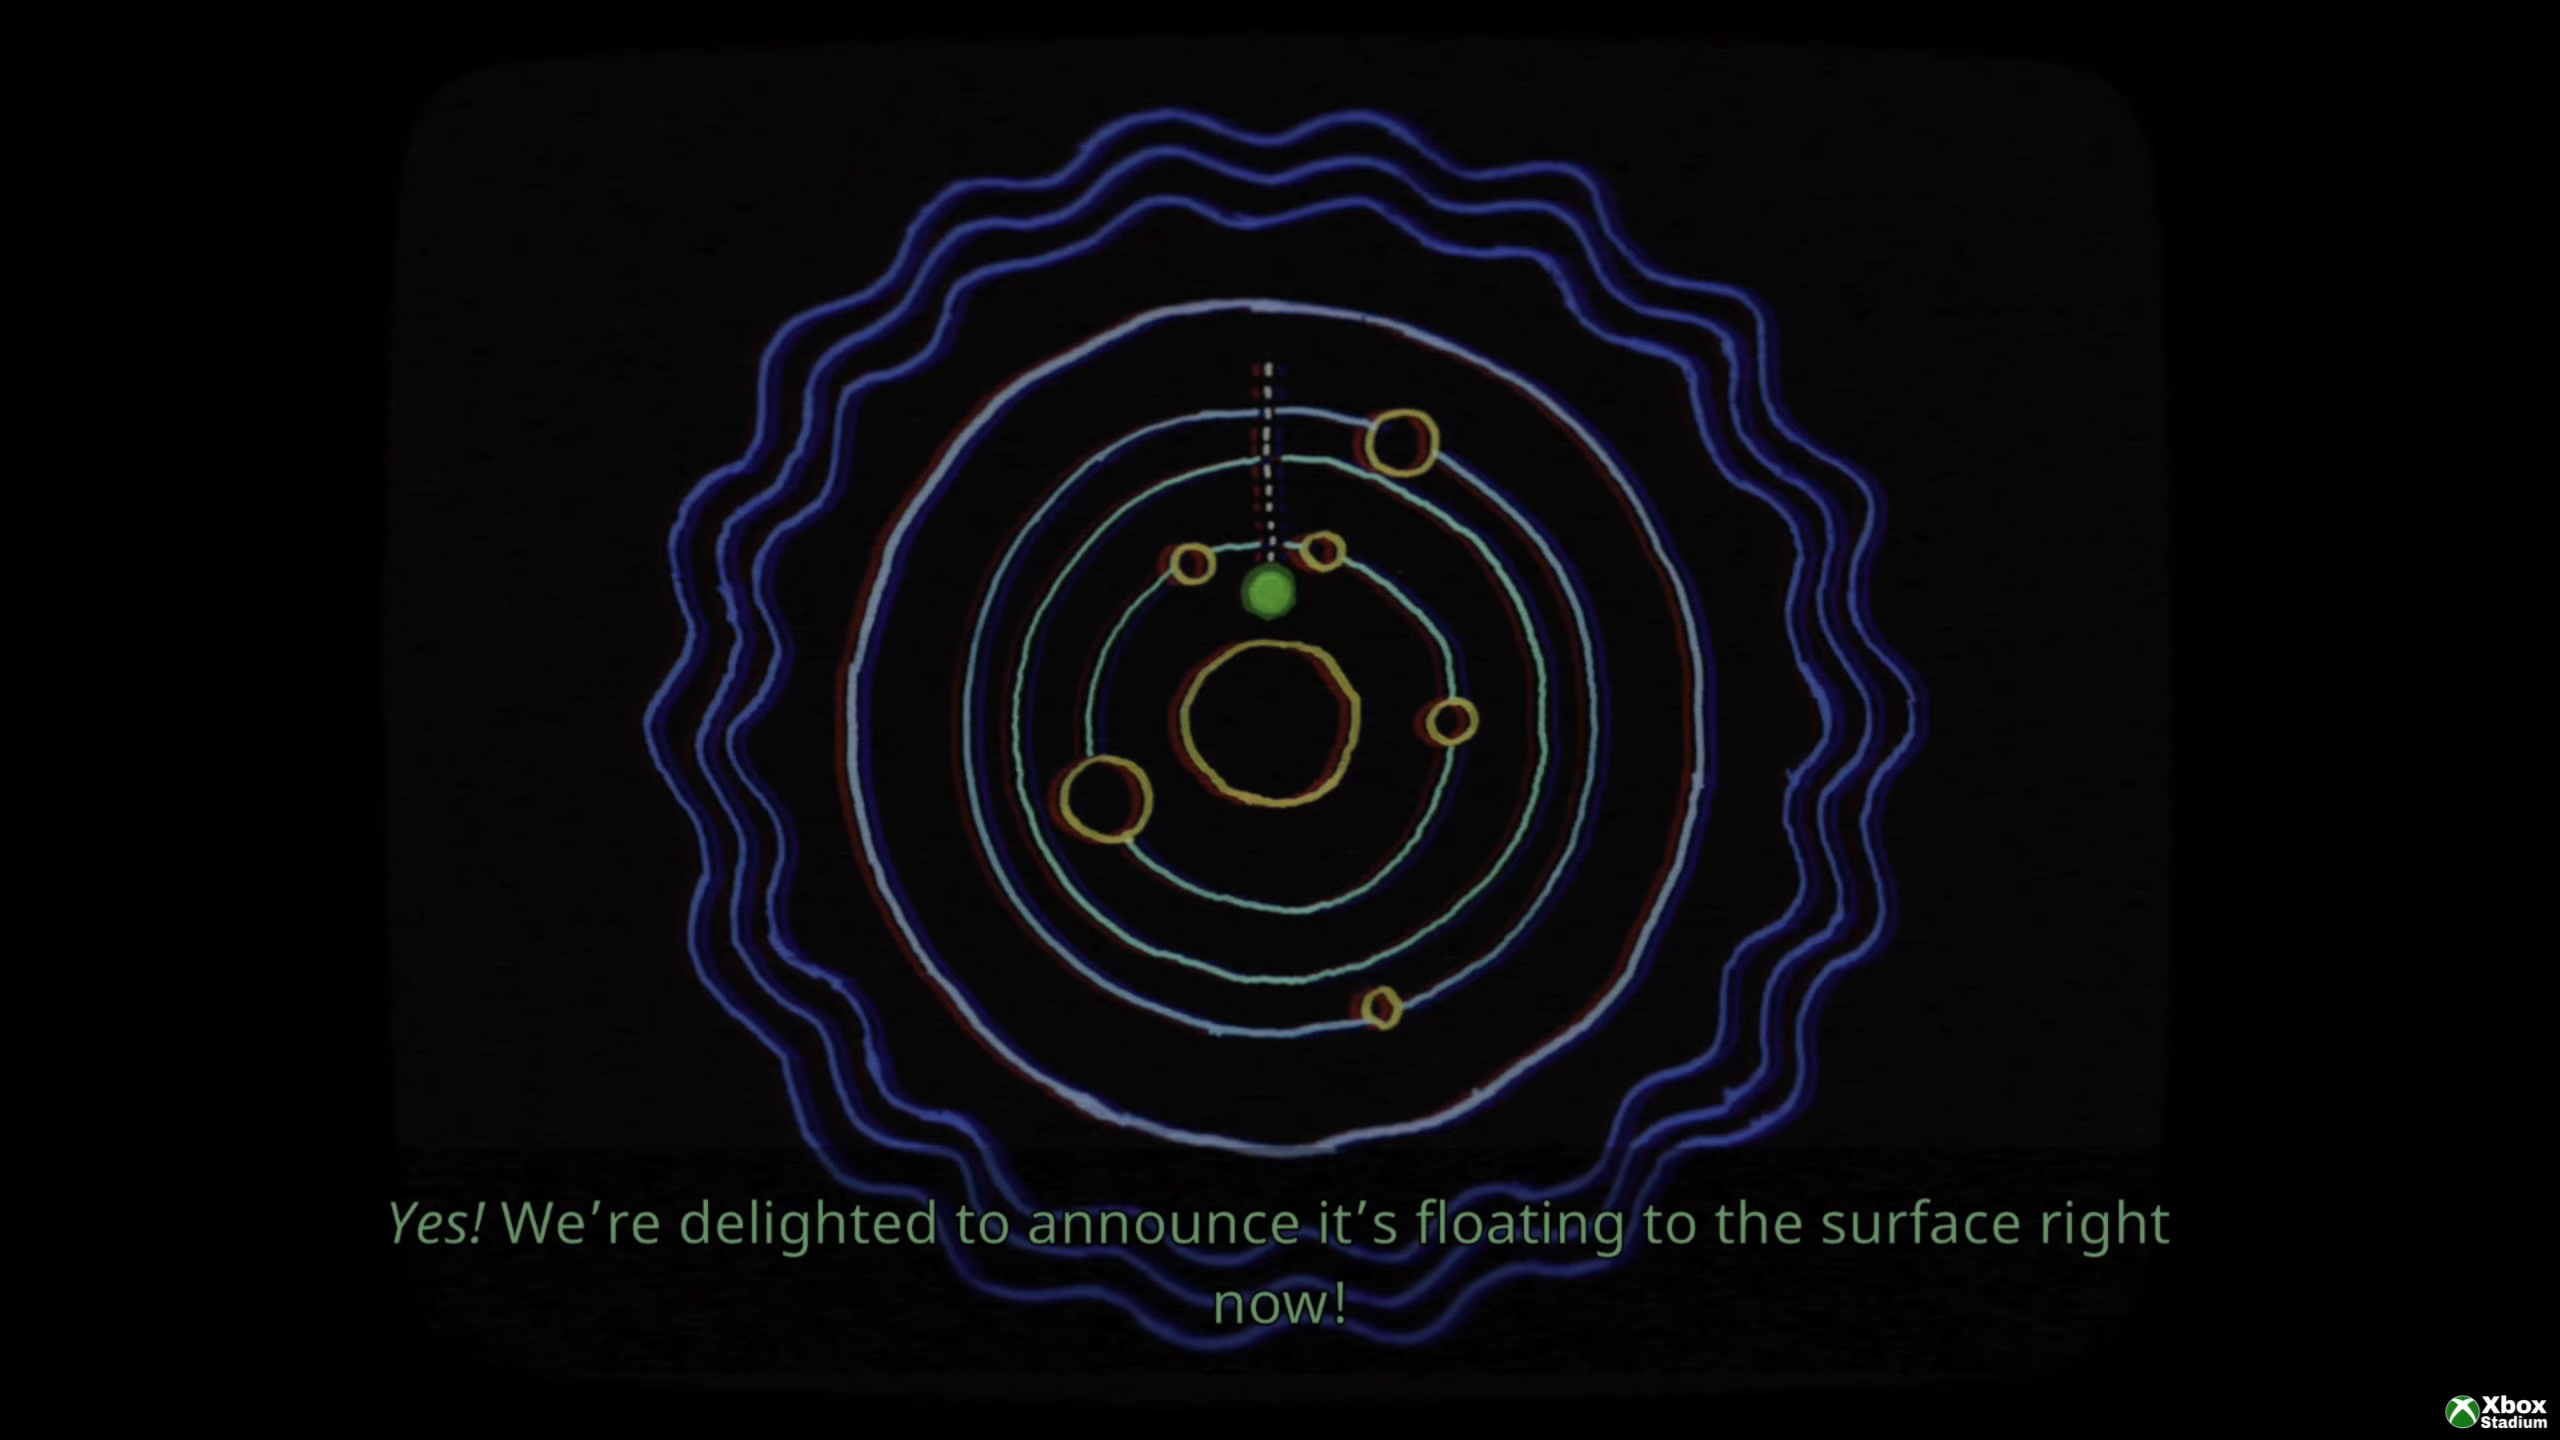 Yes! We’re delighted to announce it’s floating to the surface right
now!
Xbox
Stadium